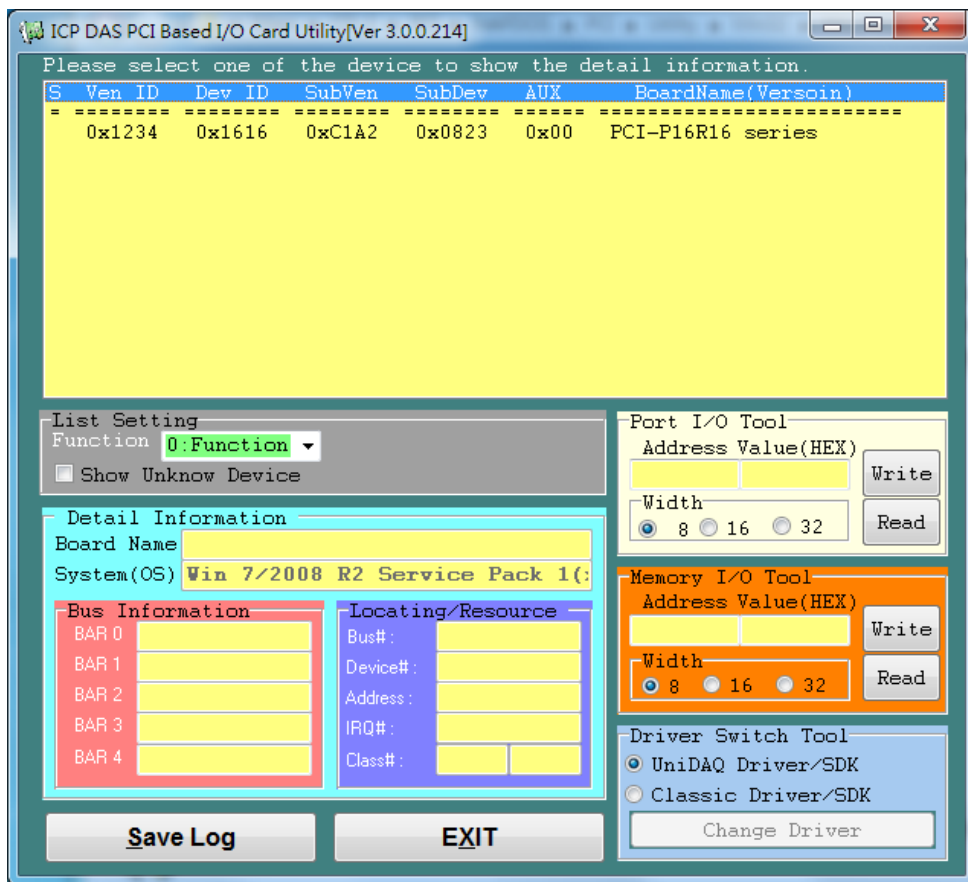 ICP DAS PCI Based I/O Card Utility[Ver 3.0.0.214]
Please select one of the device to show the detail information.
S Ven ID Dev ID SubVen SubDev AUX BoardName(Versoin)
= ======== ======== ======== ======== ====== ========================
0x1234 0x1616 0xC1A2 0x0823 0x00 PCI-P16R16 series
List Setting
Function 0:Function
Show Unknow Device
Detail Information
Board Name
System(OS) Win 7/2008 R2 Service Pack 1(:
Bus Information
BAR 0
BAR 1
BAR 2
BAR 3
BAR 4
Locating/Resource
Bus# :
Device# :
Address :
IRQ# :
Class# :
Save Log
EXIT
Port I/O Tool
Address Value(HEX)
Write
Width
8 16 32
Read
Memory I/O Tool
Address Value(HEX)
Write
Width
8 16 32
Read
Driver Switch Tool
UniDAQ Driver/SDK
Classic Driver/SDK
Change Driver